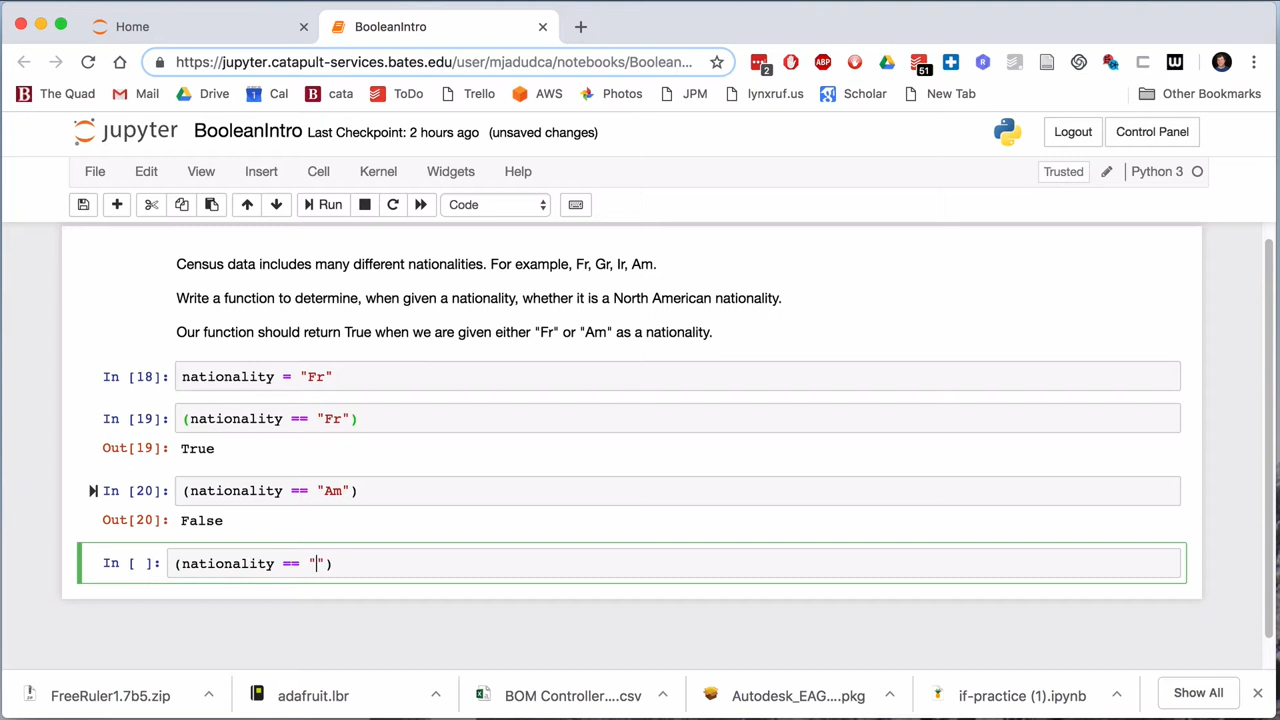 Home
BooleanIntro
https://jupyter.catapult-services.bates.edu/user/mjadudca/notebooks/Boolean...
2
ABP
51
The Quad
Mail
Drive
Cal
cata
ToDo
Trello
AWS
Photos
JPM
lynxruf.us
Scholar
New Tab
Other Bookmarks
jupyter BooleanIntro Last Checkpoint: 2 hours ago (unsaved changes)
Logout
Control Panel
File Edit View Insert Cell Kernel Widgets Help
Trusted
Python 3
Run
Code
Census data includes many different nationalities. For example, Fr, Gr, Ir, Am.
Write a function to determine, when given a nationality, whether it is a North American nationality.
Our function should return True when we are given either "Fr" or "Am" as a nationality.
In [18]: nationality = "Fr"
In [19]: (nationality == "Fr")
Out[19]: True
In [20]: (nationality == "Am")
Out[20]: False
In [ ]: (nationality == "")
FreeRuler1.7b5.zip
adafruit.lbr
BOM Controller....csv
Autodesk_EAG....pkg
if-practice (1).ipynb
Show All